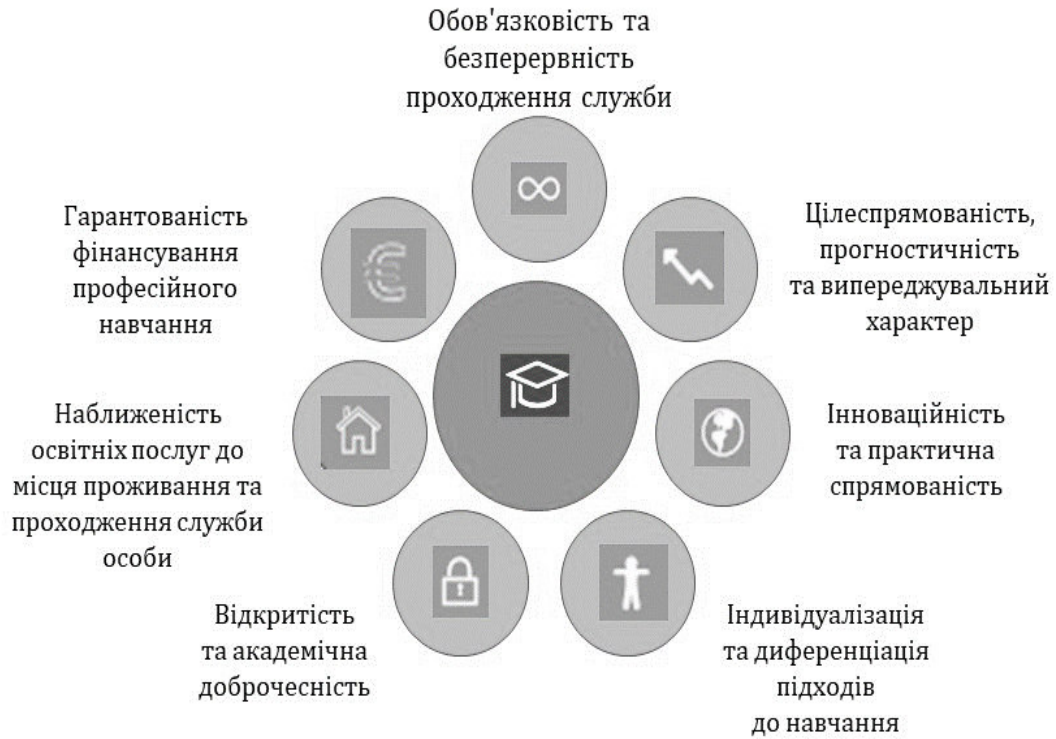 Обов'язковість та
безперервність
проходження служби
Гарантованість
фінансування
професійного
навчання
Цілеспрямованість,
прогностичність
та випереджувальний
характер
Наближеність
освітніх послуг до
місця проживання та
проходження служби
особи
Інноваційність
та практична
спрямованість
Відкритість
та академічна
доброчесність
Індивідуалізація
та диференціація
підходів
до навчання